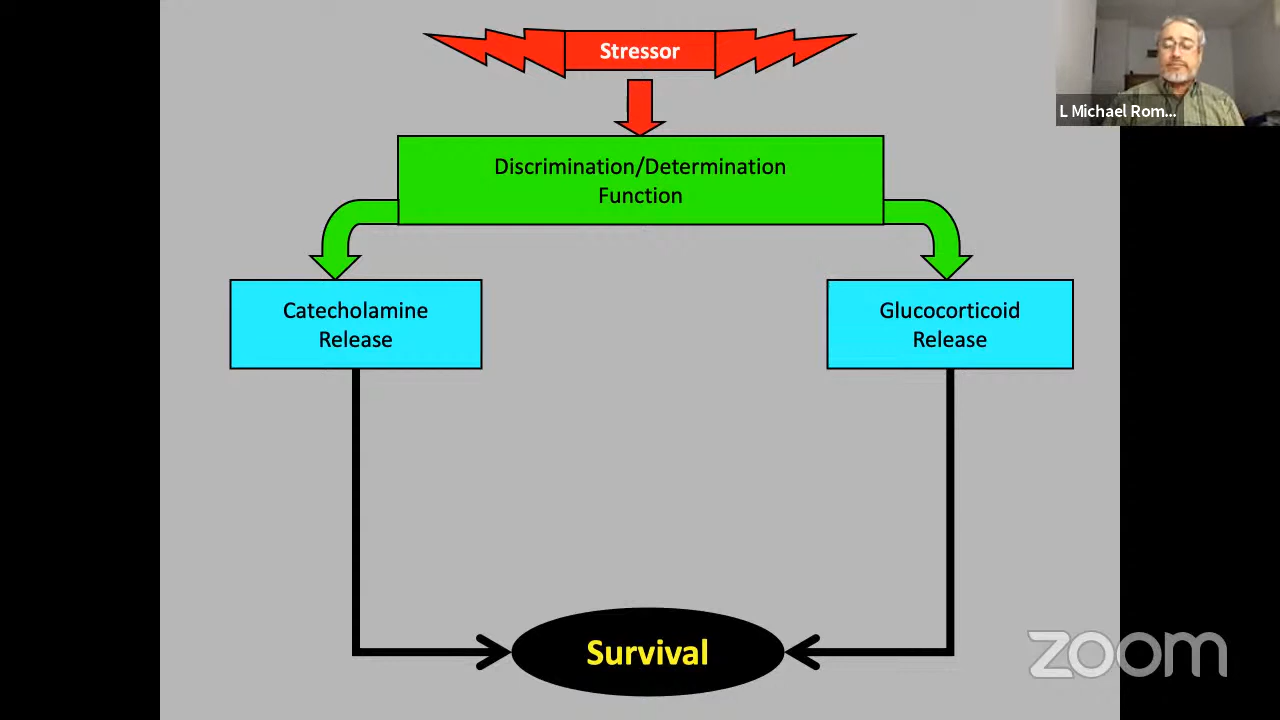 Stressor
L Michael Rom...
Discrimination/Determination
Function
Catecholamine
Release
Glucocorticoid
Release
Survival
zoom